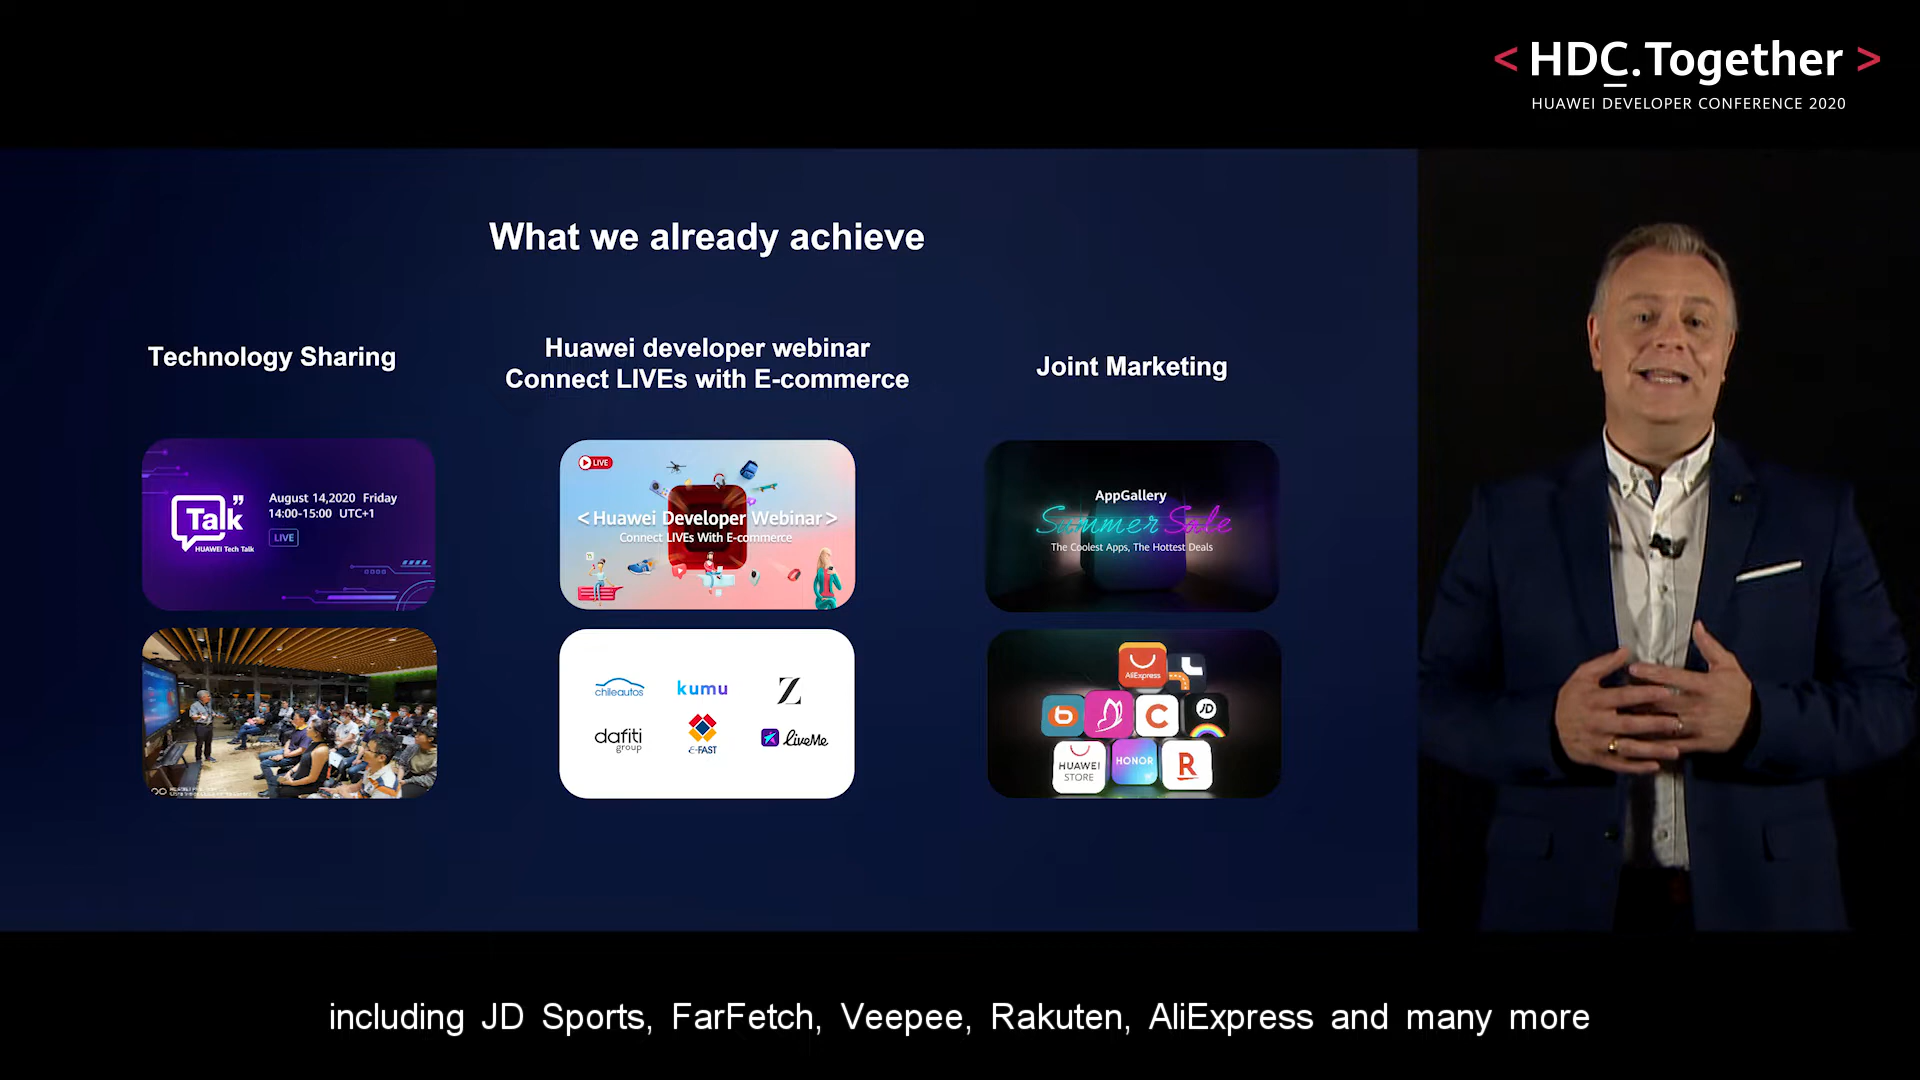 < HDC.Together >
HUAWEI DEVELOPER CONFERENCE 2020
What we already achieve
Technology Sharing
Huawei developer webinar
Connect LIVEs with E-commerce
Joint Marketing
Talk
HUAWEI Tech Talk
August 14,2020 Friday
14:00-15:00 UTC+1
LIVE
LIVE
<Huawei Developer Webinar>
Connect LIVEs With E-commerce
AppGallery
Summer Sale
The Coolest Apps, The Hottest Deals
chileautos
kumu
Z
dafiti
group
E-FAST
LiveMe
AliExpress
b
C
JD
HUAWEI
STORE
HONOR
R
including JD Sports, FarFetch, Veepee, Rakuten, AliExpress and many more